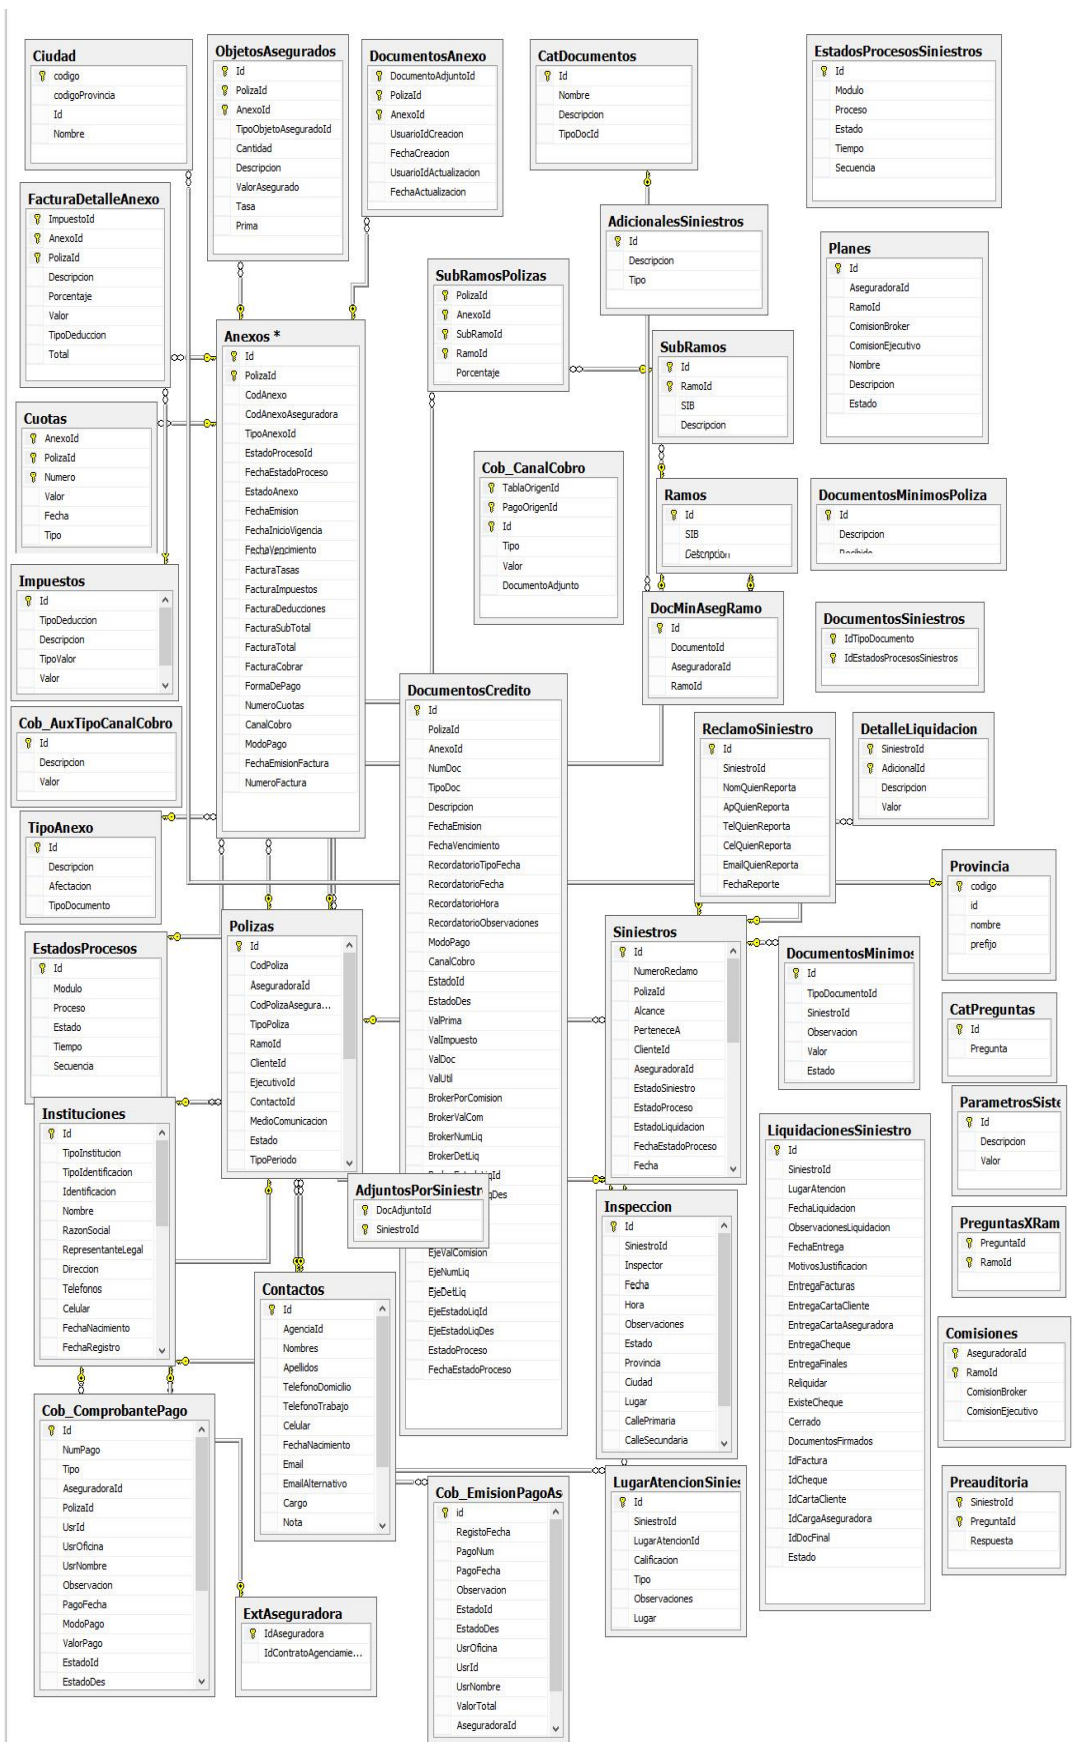 Ciudad
codigo
codigoProvincia
Id
Nombre
ObjetosAsegurados
Id
PolizaId
AnexoId
TipoObjetoAseguradoId
Cantidad
Descripcion
ValorAsegurado
Tasa
Prima
DocumentosAnexo
DocumentoAdjuntoId
PolizaId
AnexoId
UsuarioIdCreacion
FechaCreacion
UsuarioIdActualizacion
FechaActualizacion
CatDocumentos
Id
Nombre
Descripcion
TipoDocId
EstadosProcesosSiniestros
Id
Modulo
Proceso
Estado
Tiempo
Secuencia
FacturaDetalleAnexo
ImpuestoId
AnexoId
PolizaId
Descripcion
Porcentaje
Valor
TipoDeduccion
Total
AdicionalesSiniestros
Id
Descripcion
Tipo
Planes
Id
AseguradoraId
RamoId
ComisionBroker
ComisionEjecutivo
Nombre
Descripcion
Estado
SubRamosPolizas
PolizaId
AnexoId
SubRamoId
RamoId
Porcentaje
Anexos *
Id
PolizaId
CodAnexo
CodAnexoAseguradora
TipoAnexoId
EstadoProcesoId
FechaEstadoProceso
EstadoAnexo
FechaEmision
FechaInicioVigencia
FechaVencimiento
FacturaTasas
FacturaImpuestos
FacturaDeducciones
FacturaSubTotal
FacturaTotal
FacturaCobrar
FormaDePago
NumeroCuotas
CanalCobro
ModoPago
FechaEmisionFactura
NumeroFactura
SubRamos
Id
RamoId
SIB
Descripcion
Cuotas
AnexoId
PolizaId
Numero
Valor
Fecha
Tipo
Cob_CanalCobro
TablaOrigenId
PagoOrigenId
Id
Tipo
Valor
DocumentoAdjunto
Ramos
Id
SIB
Descripcion
DocumentosMinimosPoliza
Id
Descripcion
Recibido
Impuestos
Id
TipoDeduccion
Descripcion
TipoValor
Valor
DocMinAsegRamo
Id
DocumentoId
AseguradoraId
RamoId
DocumentosSiniestros
IdTipoDocumento
IdEstadosProcesosSiniestros
DocumentosCredito
Id
PolizaId
AnexoId
NumDoc
TipoDoc
Descripcion
FechaEmision
FechaVencimiento
RecordatorioTipoFecha
RecordatorioFecha
RecordatorioHora
RecordatorioObservaciones
ModoPago
CanalCobro
EstadoId
EstadoDes
ValPrima
ValImpuesto
ValDoc
ValUtil
BrokerPorComision
BrokerValCom
BrokerNumLiq
BrokerDetLiq
EjeValComision
EjeNumLiq
EjeDetLiq
EjeEstadoLiqId
EjeEstadoLiqDes
EstadoProceso
FechaEstadoProceso
Cob_AuxTipoCanalCobro
Id
Descripcion
Valor
ReclamoSiniestro
Id
SiniestroId
NomQuienReporta
ApQuienReporta
TelQuienReporta
CelQuienReporta
EmailQuienReporta
FechaReporte
DetalleLiquidacion
SiniestroId
AdicionalId
Descripcion
Valor
TipoAnexo
Id
Descripcion
Afectacion
TipoDocumento
Provincia
codigo
id
nombre
prefijo
Polizas
Id
CodPoliza
AseguradoraId
CodPolizaAsegura...
TipoPoliza
RamoId
ClienteId
EjecutivoId
ContactoId
MedioComunicacion
Estado
TipoPeriodo
Siniestros
Id
NumeroReclamo
PolizaId
Alcance
PerteneceA
ClienteId
AseguradoraId
EstadoSiniestro
EstadoProceso
EstadoLiquidacion
FechaEstadoProceso
Fecha
EstadosProcesos
Id
Modulo
Proceso
Estado
Tiempo
Secuencia
DocumentosMinimos
Id
TipoDocumentoId
SiniestroId
Observacion
Valor
Estado
CatPreguntas
Id
Pregunta
Instituciones
Id
TipoInstitucion
TipoIdentificacion
Identificacion
Nombre
RazonSocial
RepresentanteLegal
Direccion
Telefonos
Celular
FechaNacimiento
FechaRegistro
ParametrosSiste
Id
Descripcion
Valor
LiquidacionesSiniestro
Id
SiniestroId
LugarAtencion
FechaLiquidacion
ObservacionesLiquidacion
FechaEntrega
MotivosJustificacion
EntregaFacturas
EntregaCartaCliente
EntregaCartaAseguradora
EntregaCheque
EntregaFinales
Reliquidar
ExisteCheque
Cerrado
DocumentosFirmados
IdFactura
IdCheque
IdCartaCliente
IdCargaAseguradora
IdDocFinal
Estado
AdjuntosPorSiniestr
DocAdjuntoId
SiniestroId
Inspeccion
Id
SiniestroId
Inspector
Fecha
Hora
Observaciones
Estado
Provincia
Ciudad
Lugar
CallePrimaria
CalleSecundaria
PreguntasXRam
PreguntaId
RamoId
Contactos
Id
AgenciaId
Nombres
Apellidos
TelefonoDomicilio
TelefonoTrabajo
Celular
FechaNacimiento
Email
EmailAlternativo
Cargo
Nota
Comisiones
AseguradoraId
RamoId
ComisionBroker
ComisionEjecutivo
Cob_ComprobantePago
Id
NumPago
Tipo
AseguradoraId
PolizaId
UsrId
UsrOficina
UsrNombre
Observacion
PagoFecha
ModoPago
ValorPago
EstadoId
EstadoDes
Cob_EmisionPagoAs
id
RegistoFecha
PagoNum
PagoFecha
Observacion
EstadoId
EstadoDes
UsrOficina
UsrId
UsrNombre
ValorTotal
AseguradoraId
LugarAtencionSinies
Id
SiniestroId
LugarAtencionId
Calificacion
Tipo
Observaciones
Lugar
Preauditoria
SiniestroId
PreguntaId
Respuesta
ExtAseguradora
IdAseguradora
IdContratoAgenciamie...